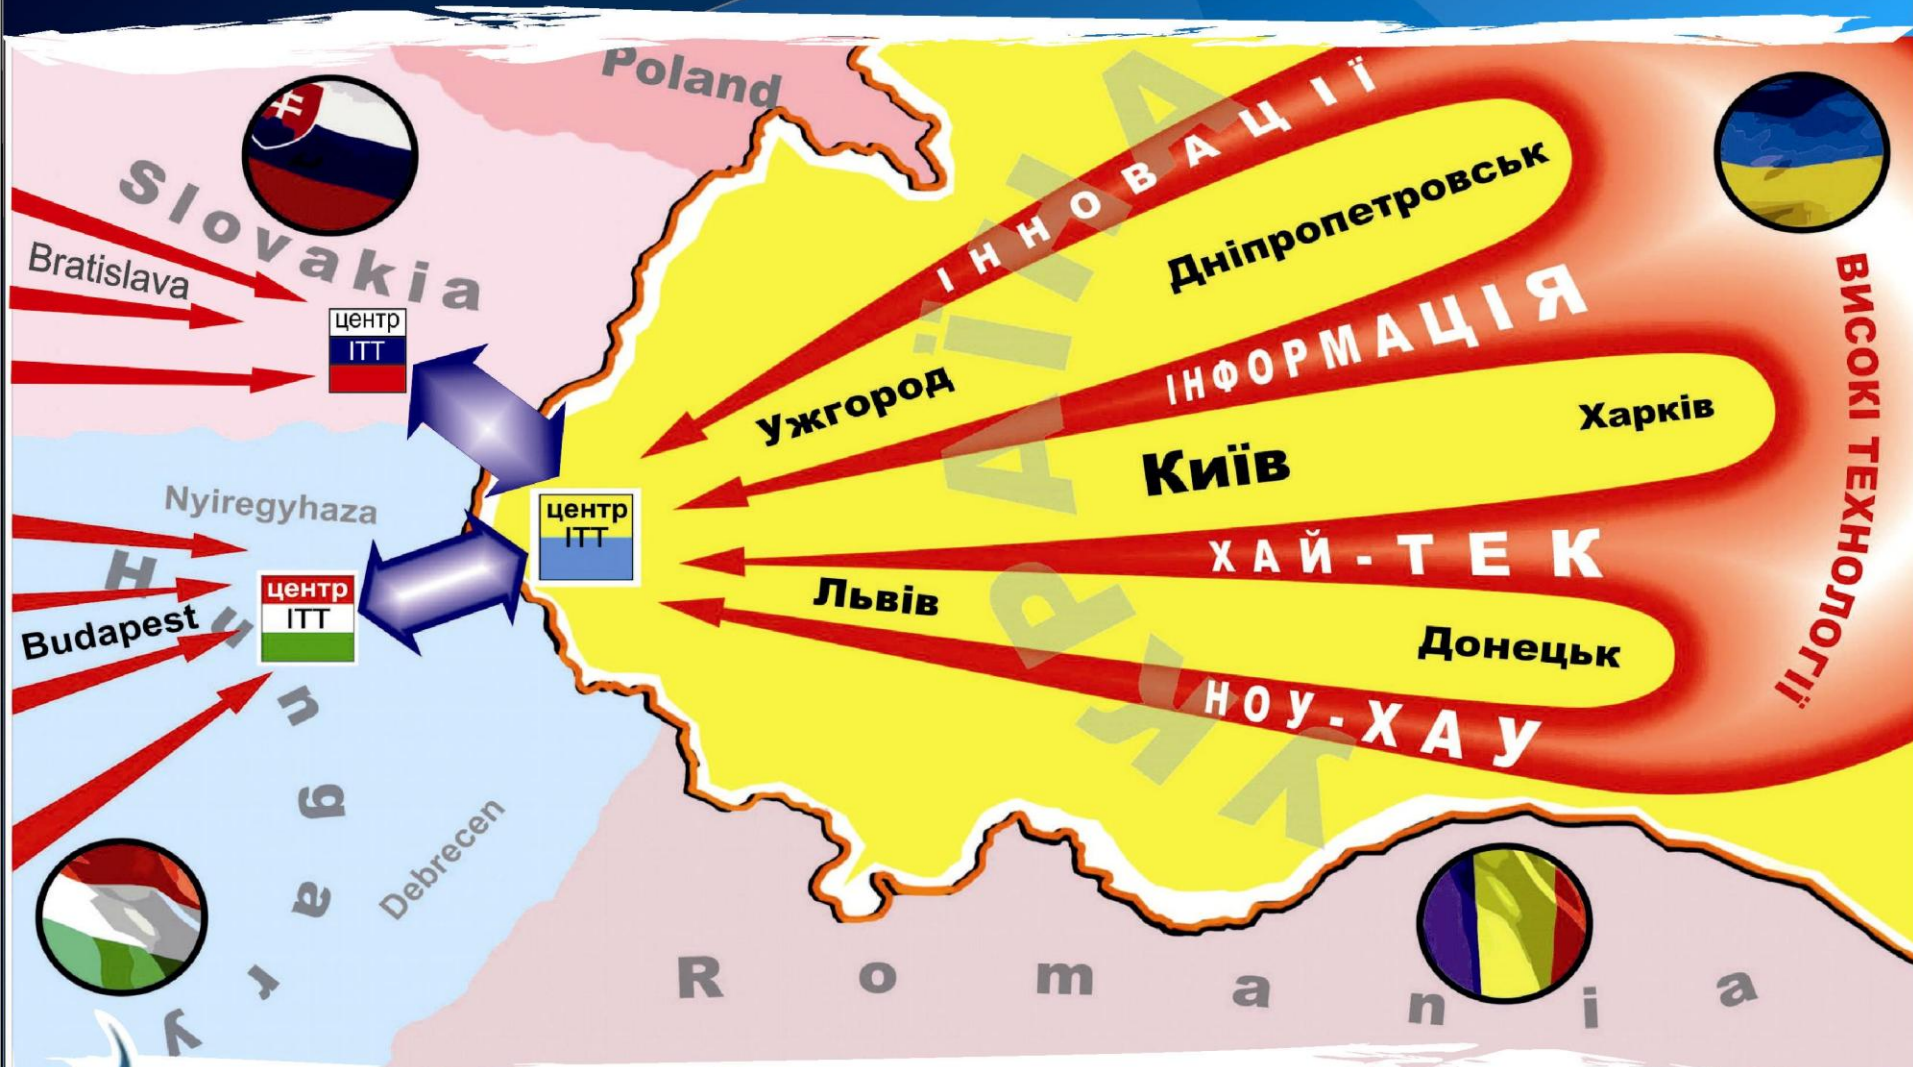 Poland
Slovakia
Bratislava
центр
ІТТ
ІННОВАЦІЇ
Дніпропетровськ
ІНФОРМАЦІЯ
ВИСОКІ ТЕХНОЛОГІЇ
Ужгород
Харків
Київ
УКРАЇНА
Nyiregyhaza
центр
ІТТ
ХАЙ-ТЕК
Hungary
центр
ІТТ
Budapest
Львів
Донецьк
НОУ-ХАУ
Debrecen
Romania